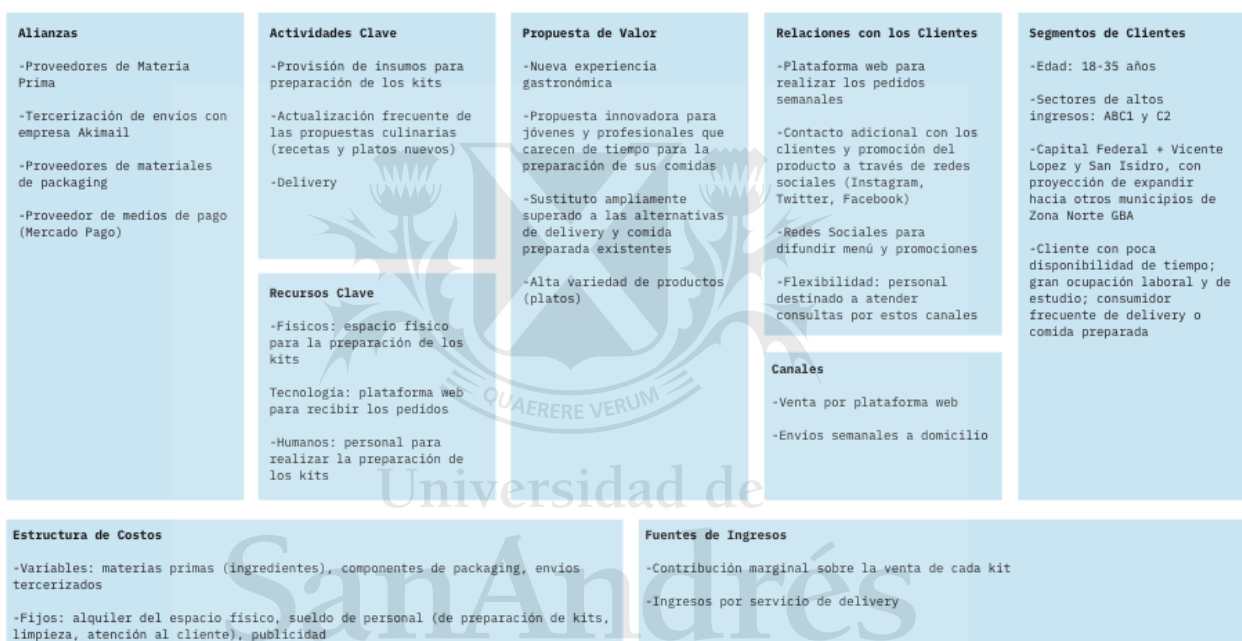 Alianzas
-Proveedores de Materia
Prima
-Tercerización de envios con
empresa Akimail
-Proveedores de materiales
de packaging
-Proveedor de medios de pago
(Mercado Pago)
Actividades Clave
-Provisión de insumos para
preparación de los kits
-Actualización frecuente de
las propuestas culinarias
(recetas y platos nuevos)
-Delivery
Recursos Clave
-Físicos: espacio físico
para la preparación de los
kits
Tecnología: plataforma web
para recibir los pedidos
-Humanos: personal para
realizar la preparación de
los kits
Propuesta de Valor
-Nueva experiencia
gastronómica
-Propuesta innovadora para
jóvenes y profesionales que
carecen de tiempo para la
preparación de sus comidas
-Sustituto ampliamente
superado a las alternativas
de delivery y comida
preparada existentes
-Alta variedad de productos
(platos)
Relaciones con los Clientes
-Plataforma web para
realizar los pedidos
semanales
-Contacto adicional con los
clientes y promoción del
producto a través de redes
sociales (Instagram,
Twitter, Facebook)
-Redes Sociales para
difundir menú y promociones
-Flexibilidad: personal
destinado a atender
consultas por estos canales
Canales
-Venta por plataforma web
-Envíos semanales a domicilio
Segmentos de Clientes
-Edad: 18-35 años
-Sectores de altos
ingresos: ABC1 y C2
-Capital Federal + Vicente
Lopez y San Isidro, con
proyección de expandir
hacia otros municipios de
Zona Norte GBA
-Cliente con poca
disponibilidad de tiempo;
gran ocupación laboral y de
estudio; consumidor
frecuente de delivery o
comida preparada
Estructura de Costos
-Variables: materias primas (ingredientes), componentes de packaging, envios
tercerizados
-Fijos: alquiler del espacio físico, sueldo de personal (de preparación de kits,
limpieza, atención al cliente), publicidad
Fuentes de Ingresos
-Contribución marginal sobre la venta de cada kit
-Ingresos por servicio de delivery
QUAERERE VERUM
Universidad de
SanAndrés